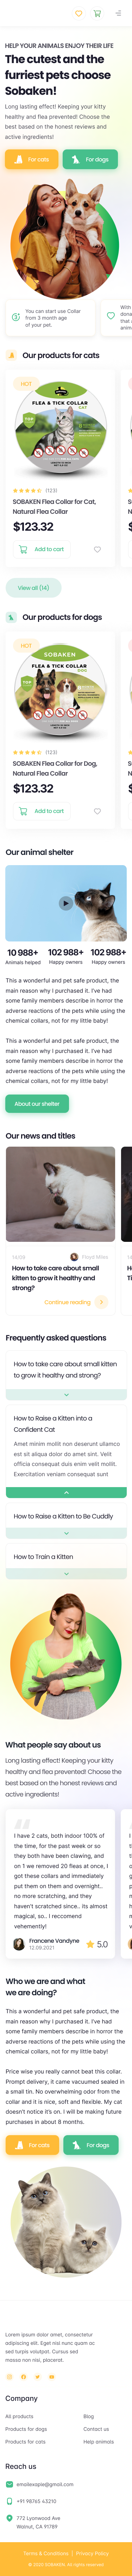 HELP YOUR ANIMALS ENJOY THEIR LIFE
The cutest and the
furriest pets choose
Sobaken!
Long lasting effect! Keeping your kitty
healthy and flea prevented! Choose the
best based on the honest reviews and
active ingredients!
For cats
For dogs
You can start use Collar
from 3 month age
of your pet.
With
dona
that
anim
Our products for cats
HOT
SOBAKEN
FLEA & TICK COLLAR
CAT
(123)
SOBAKEN Flea Collar for Cat,
Natural Flea Collar
$123.32
Add to cart
View all (14)
Our products for dogs
HOT
SOBAKEN
FLEA & TICK COLLAR
DOG
(123)
SOBAKEN Flea Collar for Dog,
Natural Flea Collar
$123.32
Add to cart
Our animal shelter
10 988+
Animals helped
102 988+
Happy owners
102 988+
Happy owners
This a wonderful and pet safe product, the
main reason why I purchased it. I've had
some family members describe in horror the
adverse reactions of the pets while using the
chemical collars, not for my little baby!
This a wonderful and pet safe product, the
main reason why I purchased it. I've had
some family members describe in horror the
adverse reactions of the pets while using the
chemical collars, not for my little baby!
About our shelter
Our news and titles
Floyd Miles
How to take care about small
kitten to grow it healthy and
strong?
Continue reading
Frequently asked questions
How to take care about small kitten
to grow it healthy and strong?
How to Raise a Kitten into a
Confident Cat
Amet minim mollit non deserunt ullamco
est sit aliqua dolor do amet sint. Velit
officia consequat duis enim velit mollit.
Exercitation veniam consequat sunt
How to Raise a Kitten to Be Cuddly
How to Train a Kitten
What people say about us
Long lasting effect! Keeping your kitty
healthy and flea prevented! Choose the
best based on the honest reviews and
active ingredients!
I have 2 cats, both indoor 100% of
the time, for the past week or so
they both have been clawing, and
on 1 we removed 20 fleas at once, I
got these collars and immediately
put them on them and overnight..
no more scratching, and they
haven't scratched since.. Its almost
magical, so.. I reccomend
vehemently!
Francene Vandyne
12.09.2021
5.0
Who we are and what
we are doing?
This a wonderful and pet safe product, the
main reason why I purchased it. I've had
some family members describe in horror the
adverse reactions of the pets while using the
chemical collars, not for my little baby!
Price wise you really cannot beat this collar.
Prompt delivery, it came vacuumed sealed in
a small tin. No overwhelming odor from the
collar and it is nice, soft and flexible. My cat
doesn't notice it's on. I will be making future
purchases in about 8 months.
For cats
For dogs
Lorem ipsum dolor amet, consectetur
adipiscing elit. Eget nisi nunc quam ac
sed turpis volutpat. Cursus sed
massa non nisi, placerat.
Company
All products
Blog
Products for dogs
Contact us
Products for cats
Help animals
Reach us
emailexaple@gmail.com
+91 98765 43210
772 Lyonwood Ave
Walnut, CA 91789
Terms & Conditions | Privacy Policy
© 2021 SOBAKEN. All rights reserved